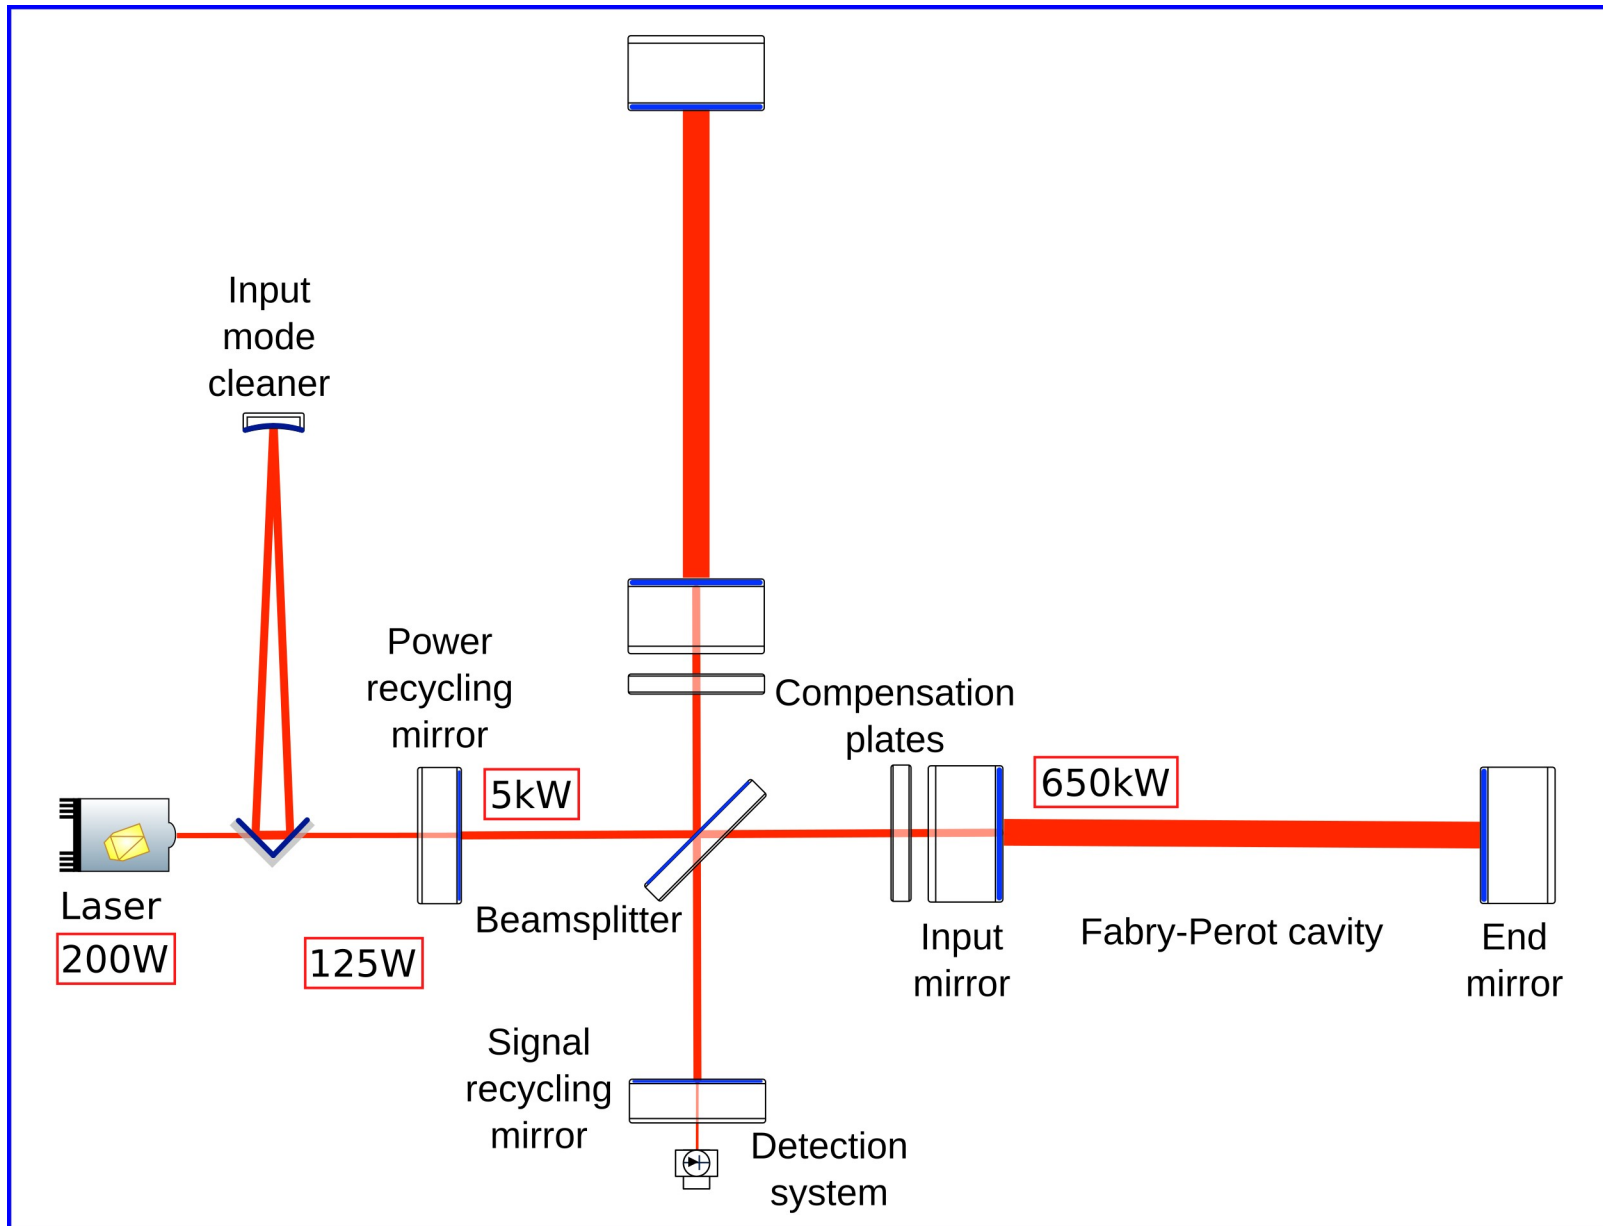 Input
mode
cleaner
Power
recycling
mirror
Compensation
plates
5kW
650kW
Laser
200W
125W
Beamsplitter
Input
mirror
Fabry-Perot cavity
End
mirror
Signal
recycling
mirror
Detection
system